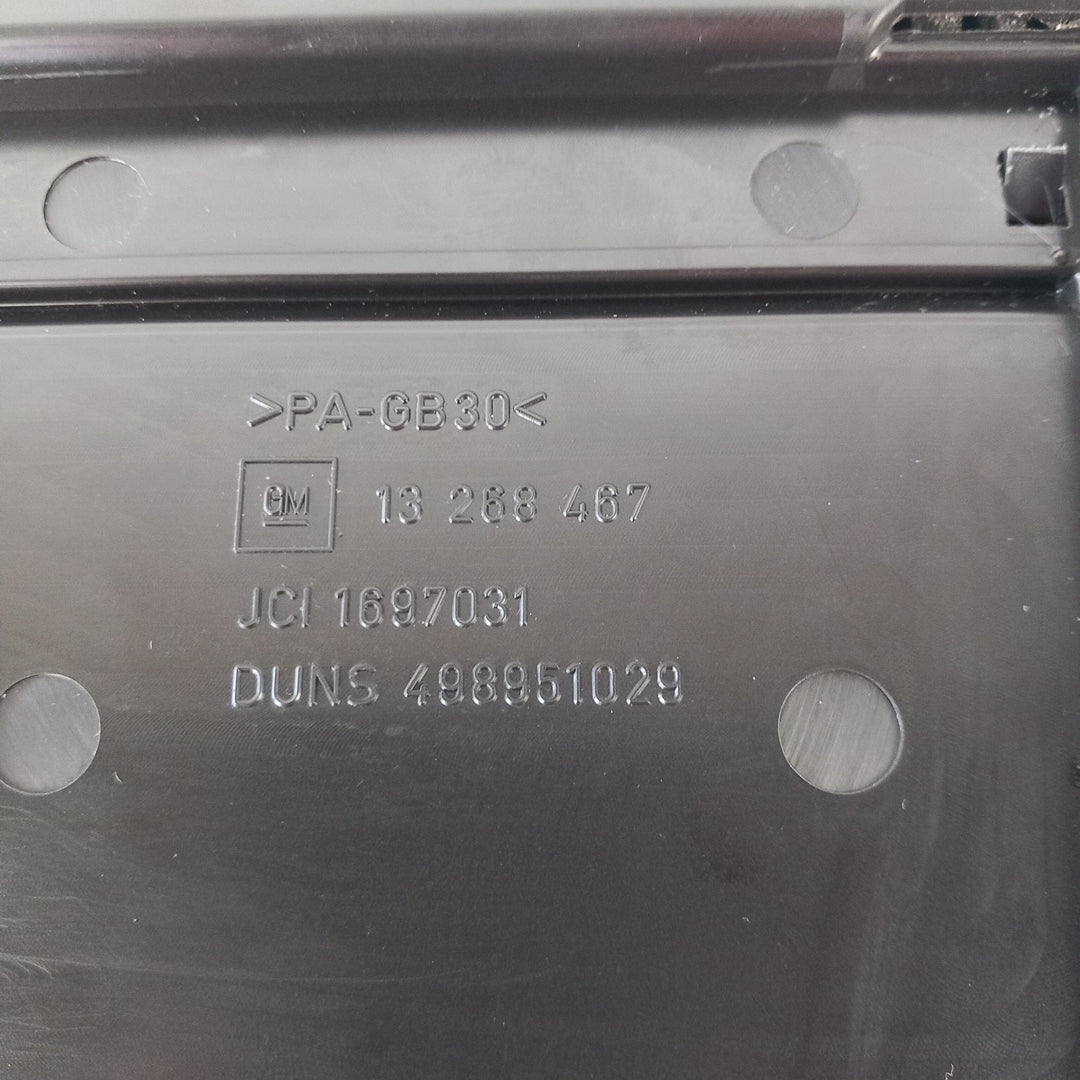 >PA-GB30<
GM 13 268 467
JCI 1697031
DUNS 498951029